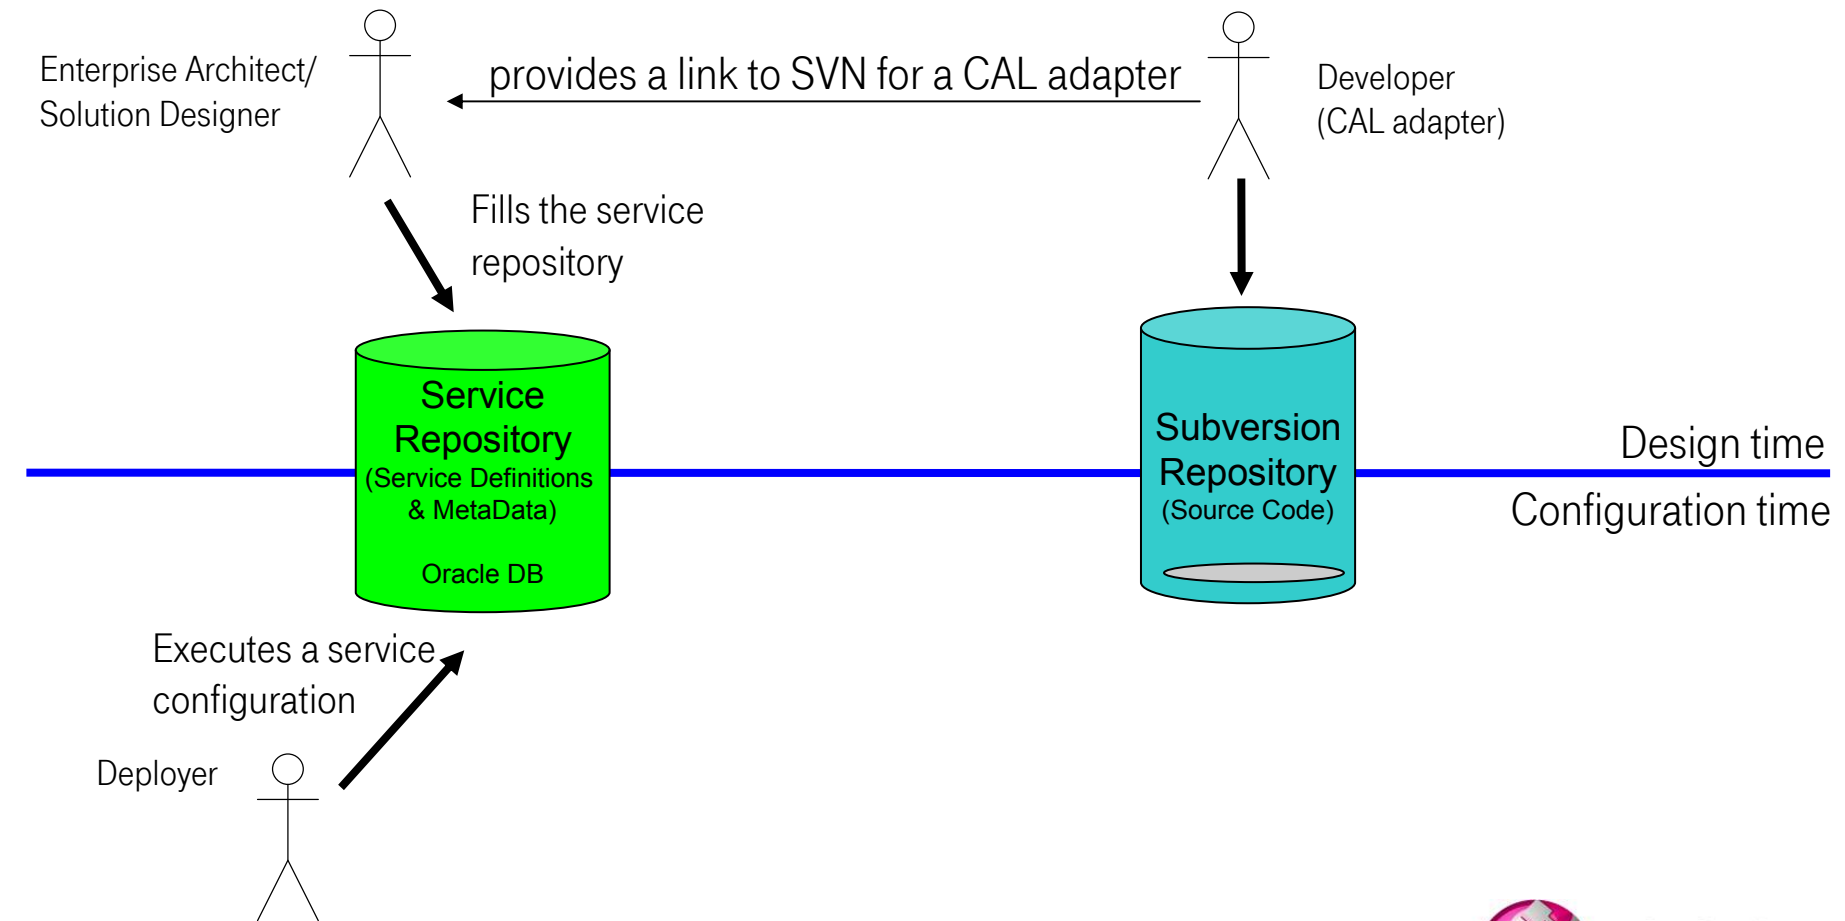 Enterprise Architect/
Solution Designer
provides a link to SVN for a CAL adapter
Developer
(CAL adapter)
Fills the service
repository
Service
Repository
(Service Definitions
& MetaData)
Oracle DB
Subversion
Repository
(Source Code)
Design time
Configuration time
Executes a service
configuration
Deployer